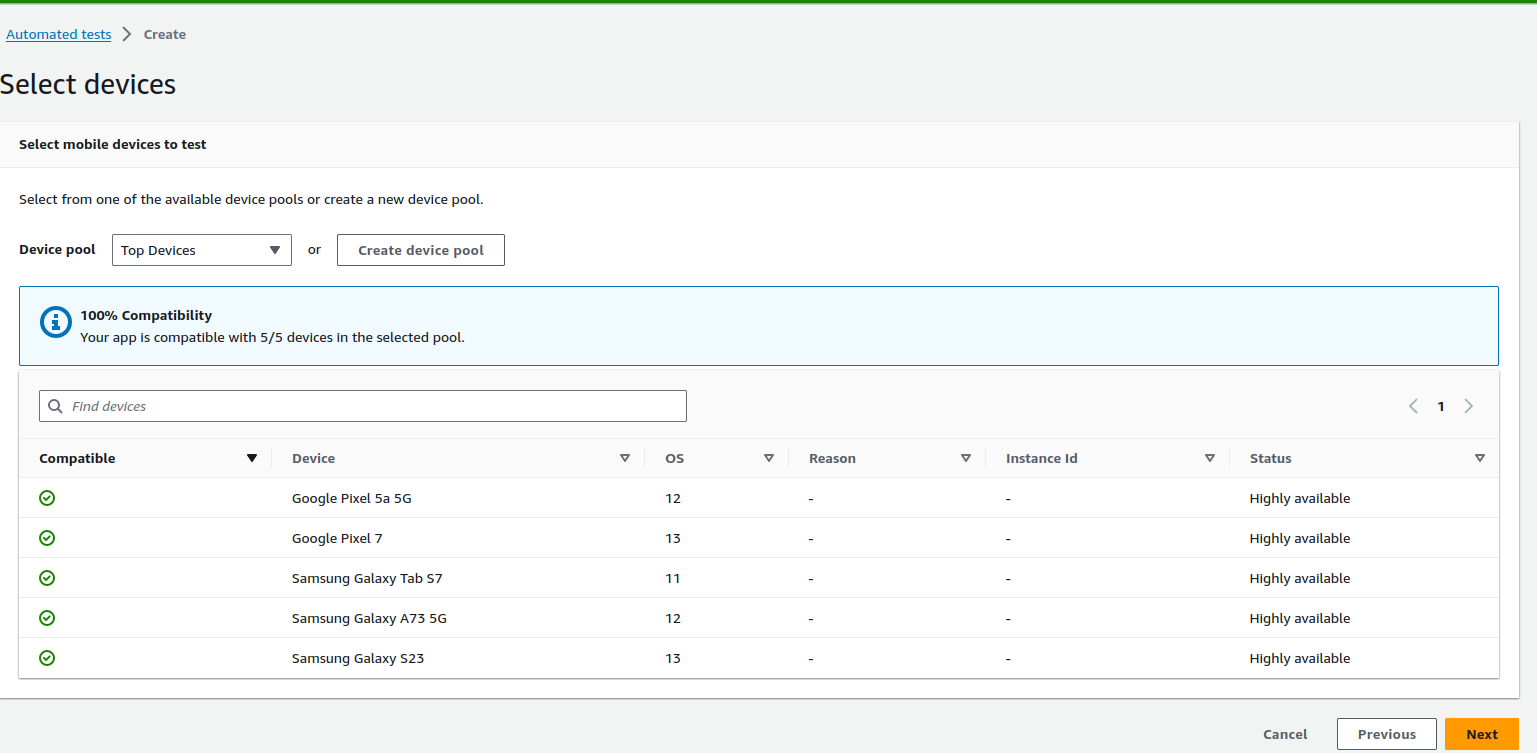 Automated tests > Create
Select devices
Select mobile devices to test
Select from one of the available device pools or create a new device pool.
Device pool Top Devices or Create device pool
100% Compatibility
Your app is compatible with 5/5 devices in the selected pool.
Find devices 1
Compatible Device OS Reason Instance Id Status
Google Pixel 5a 5G 12 - - Highly available
Google Pixel 7 13 - - Highly available
Samsung Galaxy Tab S7 11 - - Highly available
Samsung Galaxy A73 5G 12 - - Highly available
Samsung Galaxy S23 13 - - Highly available
Cancel Previous Next